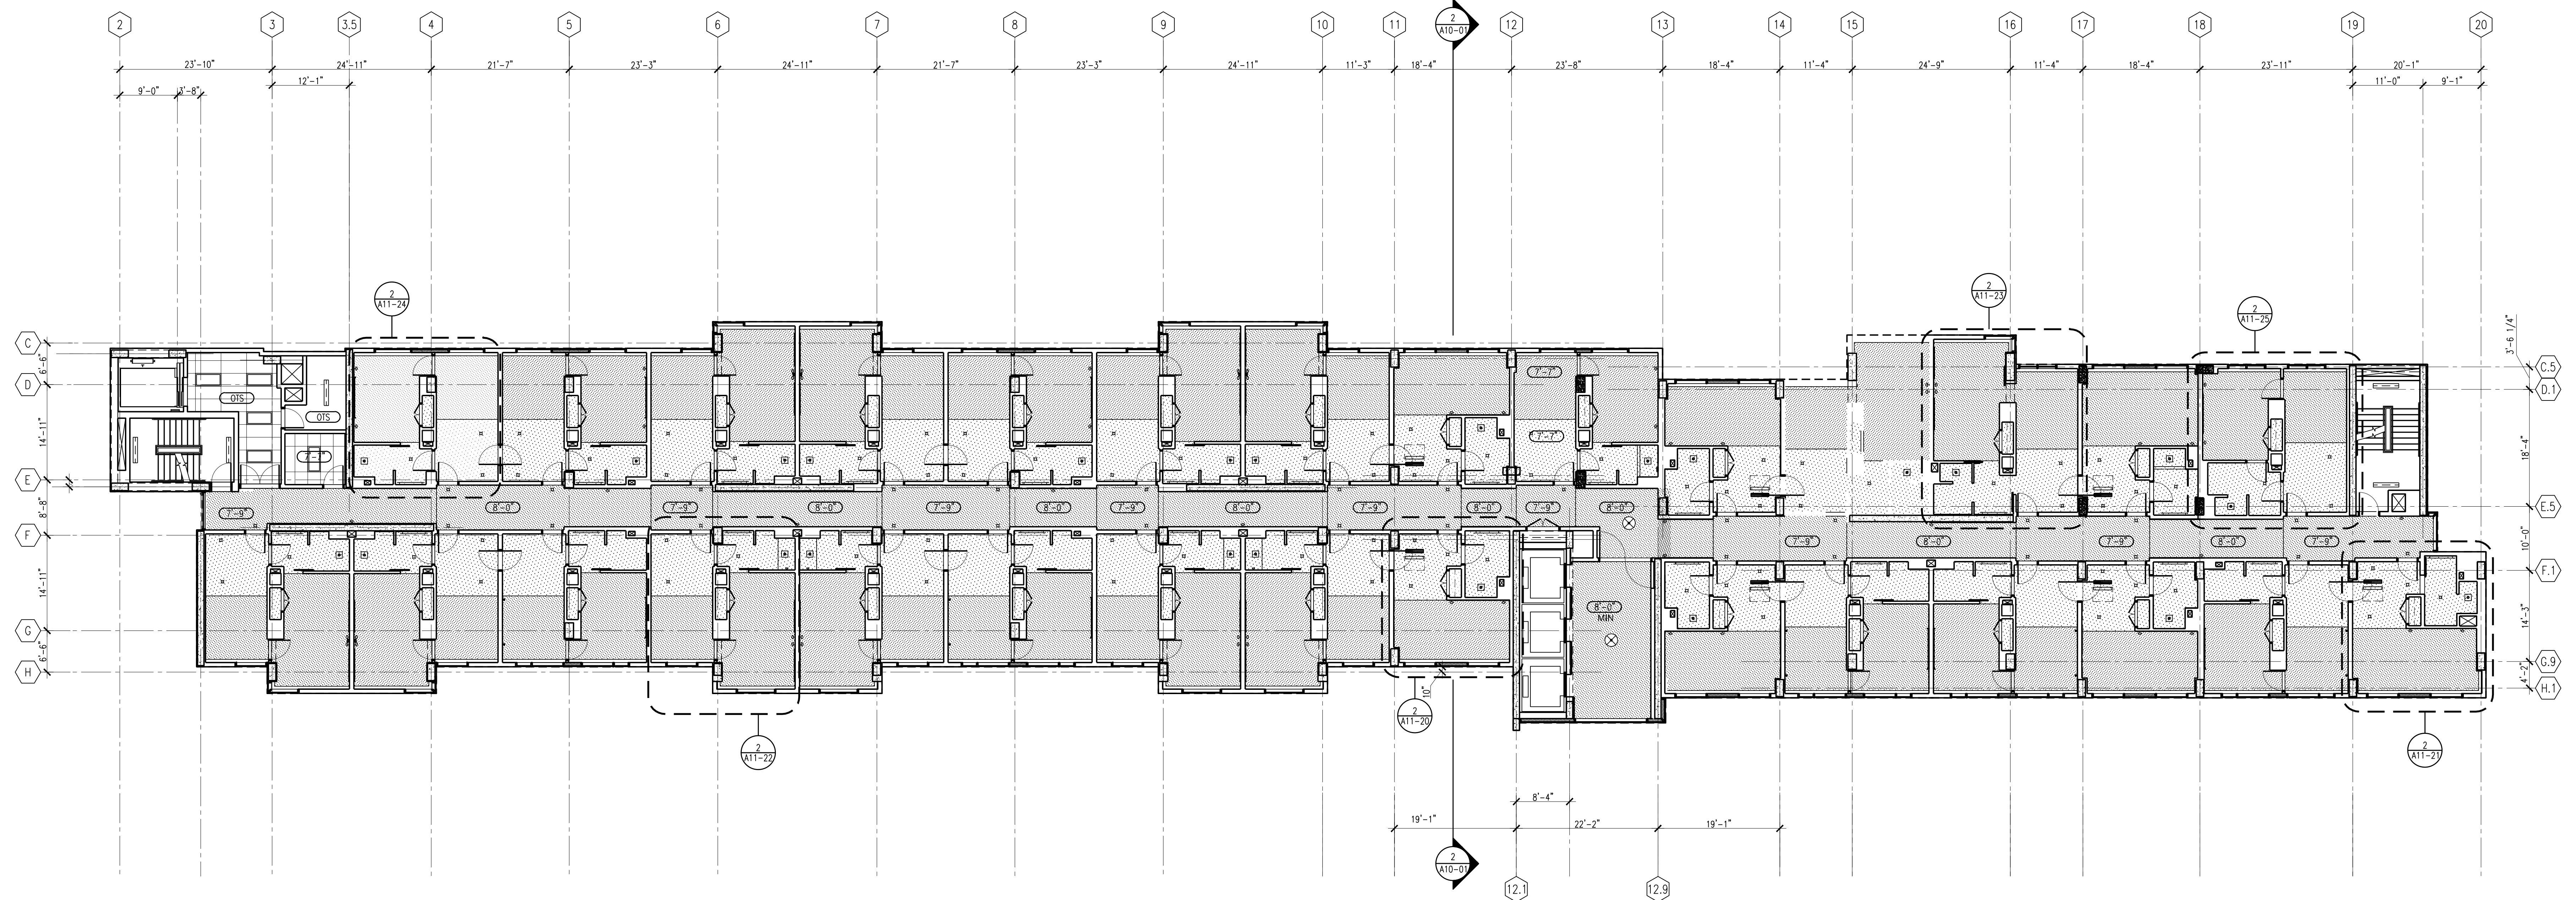 2 3 3.5 4 5 6 7 8 9 10 11 12 13 14 15 16 17 18 19 20
2
A10-01
23'-10" 24'-11" 21'-7" 23'-3" 24'-11" 21'-7" 23'-3" 24'-11" 11'-3" 18'-4" 23'-8" 18'-4" 11'-4" 24'-9" 11'-4" 18'-4" 23'-11" 20'-1"
12'-1" 11'-0" 9'-1"
9'-0" 3'-8"
2
A11-24
2
A11-23
2
A11-25
3'-6 1/4"
C
6'-6"
D
14'-11"
E
8'-8"
F
14'-11"
G
6'-6"
H
C.5
D.1
18'-4"
E.5
10'-0"
F.1
14'-3"
G.9
4'-2"
H.1
OTS
OTS
7'-7"
7'-7"
7'-9" 8'-0" 7'-9" 8'-0" 7'-9" 8'-0" 7'-9" 8'-0" 7'-9" 8'-0" 7'-9" 8'-0"
7'-9" 8'-0" 7'-9" 8'-0" 7'-9"
8'-0"
MIN
10"
2
A11-20
2
A11-22
2
A11-21
8'-4"
19'-1" 22'-2" 19'-1"
2
A10-01
12.1 12.9